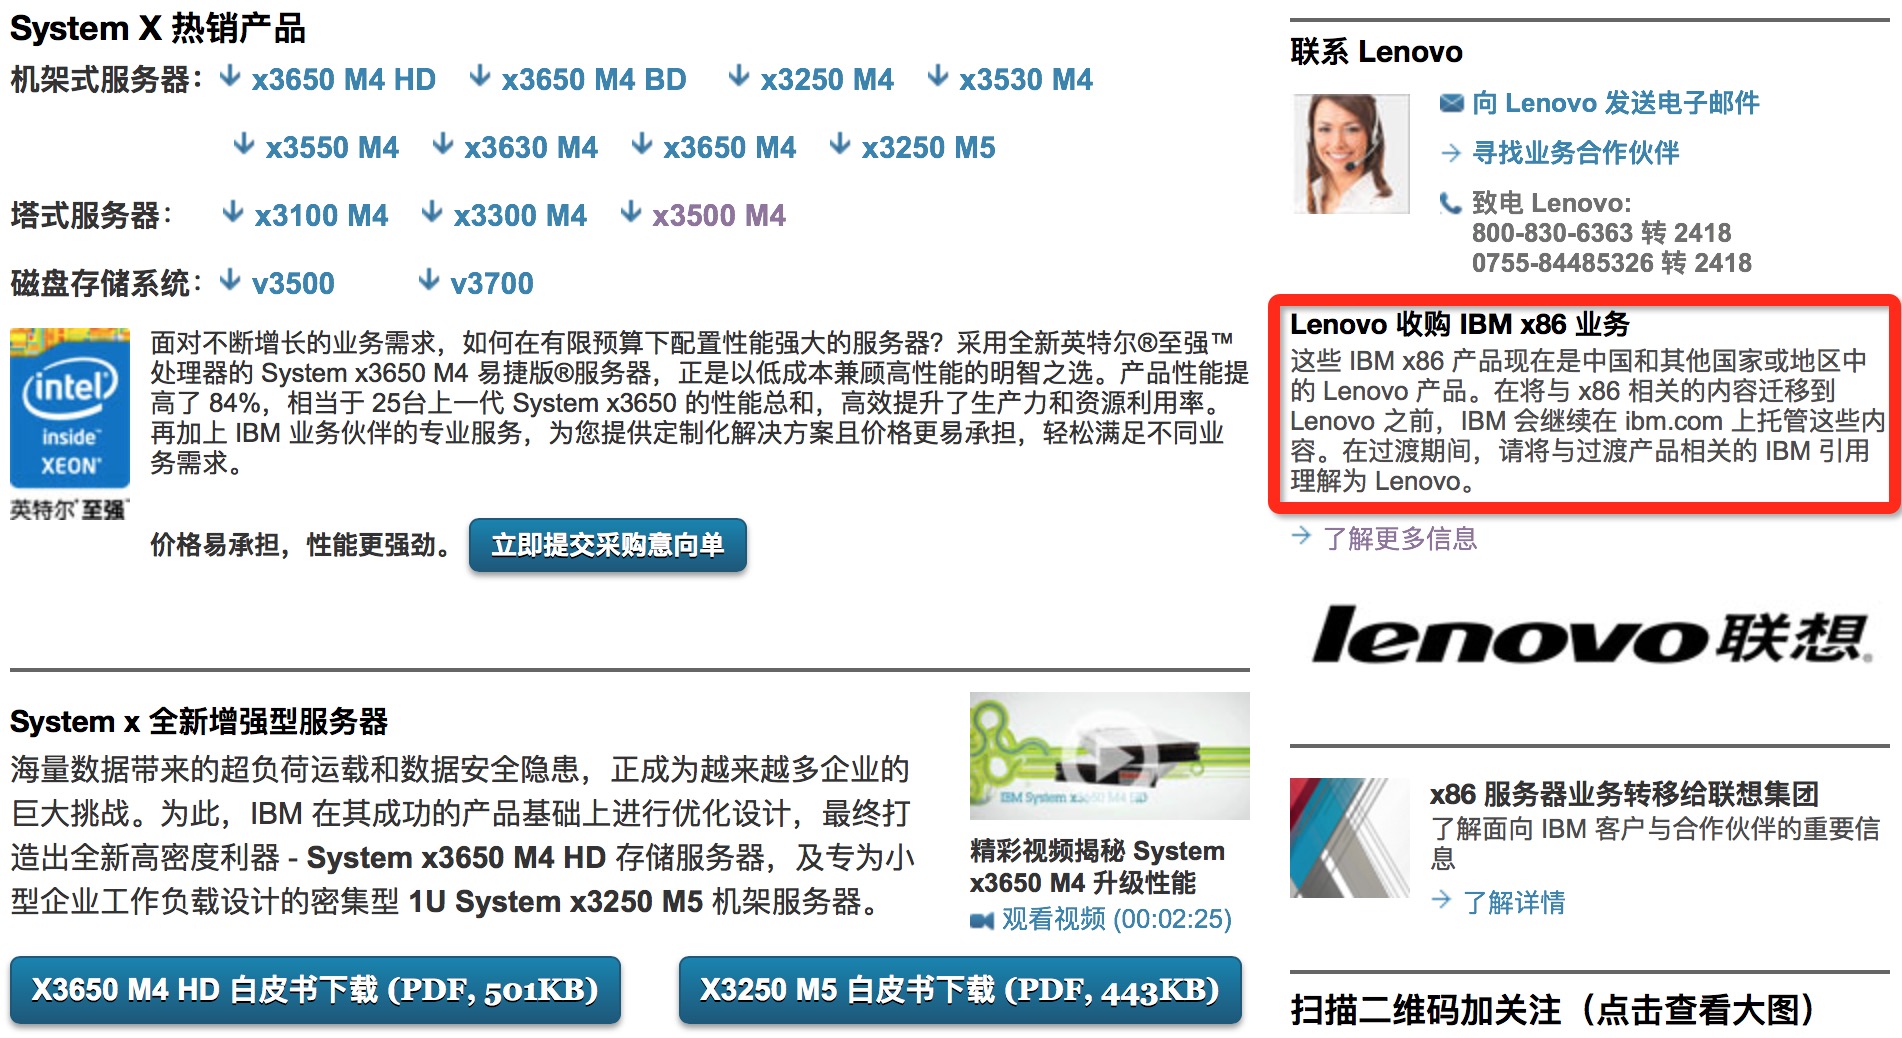 System X 热销产品
机架式服务器： x3650 M4 HD x3650 M4 BD x3250 M4 x3530 M4
x3550 M4 x3630 M4 x3650 M4 x3250 M5
塔式服务器： x3100 M4 x3300 M4 x3500 M4
磁盘存储系统： v3500 v3700
intel
inside™
XEON®
英特尔®至强™
面对不断增长的业务需求，如何在有限预算下配置性能强大的服务器？采用全新英特尔®至强™
处理器的 System x3650 M4 易捷版®服务器，正是以低成本兼顾高性能的明智之选。产品性能提
高了 84%，相当于 25台上一代 System x3650 的性能总和，高效提升了生产力和资源利用率。
再加上 IBM 业务伙伴的专业服务，为您提供定制化解决方案且价格更易承担，轻松满足不同业
务需求。
价格易承担，性能更强劲。 立即提交采购意向单
System x 全新增强型服务器
海量数据带来的超负荷运载和数据安全隐患，正成为越来越多企业的
巨大挑战。为此，IBM 在其成功的产品基础上进行优化设计，最终打
造出全新高密度利器 - System x3650 M4 HD 存储服务器，及专为小
型企业工作负载设计的密集型 1U System x3250 M5 机架服务器。
IBM System x3650 M4 HD
精彩视频揭秘 System
x3650 M4 升级性能
观看视频 (00:02:25)
X3650 M4 HD 白皮书下载 (PDF, 501KB)
X3250 M5 白皮书下载 (PDF, 443KB)
联系 Lenovo
向 Lenovo 发送电子邮件
寻找业务合作伙伴
致电 Lenovo:
800-830-6363 转 2418
0755-84485326 转 2418
Lenovo 收购 IBM x86 业务
这些 IBM x86 产品现在是中国和其他国家或地区中
的 Lenovo 产品。在将与 x86 相关的内容迁移到
Lenovo 之前，IBM 会继续在 ibm.com 上托管这些内
容。在过渡期间，请将与过渡产品相关的 IBM 引用
理解为 Lenovo。
了解更多信息
lenovo联想
x86 服务器业务转移给联想集团
了解面向 IBM 客户与合作伙伴的重要信
息
了解详情
扫描二维码加关注（点击查看大图）